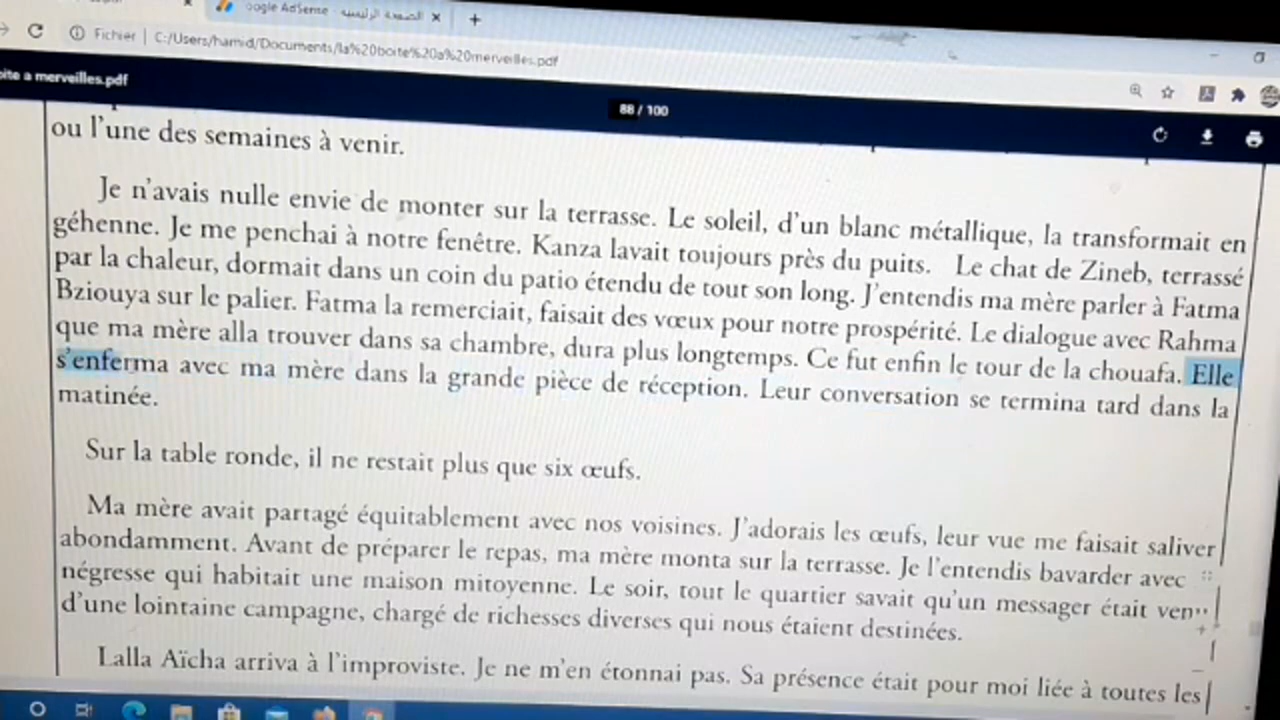 oogle AdSense - الصفحة الرئيسية
Fichier | C:/Users/hamid/Documents/la%20boite%20a%20merveilles.pdf
oite a merveilles.pdf
88 / 100
ou l'une des semaines à venir.
Je n'avais nulle envie de monter sur la terrasse. Le soleil, d'un blanc métallique, la transformait en
géhenne. Je me penchai à notre fenêtre. Kanza lavait toujours près du puits. Le chat de Zineb, terrassé
par la chaleur, dormait dans un coin du patio étendu de tout son long. J'entendis ma mère parler à Fatma
Bziouya sur le palier. Fatma la remerciait, faisait des vœux pour notre prospérité. Le dialogue avec Rahma
que ma mère alla trouver dans sa chambre, dura plus longtemps. Ce fut enfin le tour de la chouafa. Elle
s'enferma avec ma mère dans la grande pièce de réception. Leur conversation se termina tard dans la
matinée.
Sur la table ronde, il ne restait plus que six œufs.
Ma mère avait partagé équitablement avec nos voisines. J'adorais les œufs, leur vue me faisait saliver
abondamment. Avant de préparer le repas, ma mère monta sur la terrasse. Je l'entendis bavarder avec
négresse qui habitait une maison mitoyenne. Le soir, tout le quartier savait qu'un messager était ven
d'une lointaine campagne, chargé de richesses diverses qui nous étaient destinées.
Lalla Aïcha arriva à l'improviste. Je ne m'en étonnai pas. Sa présence était pour moi liée à toutes les